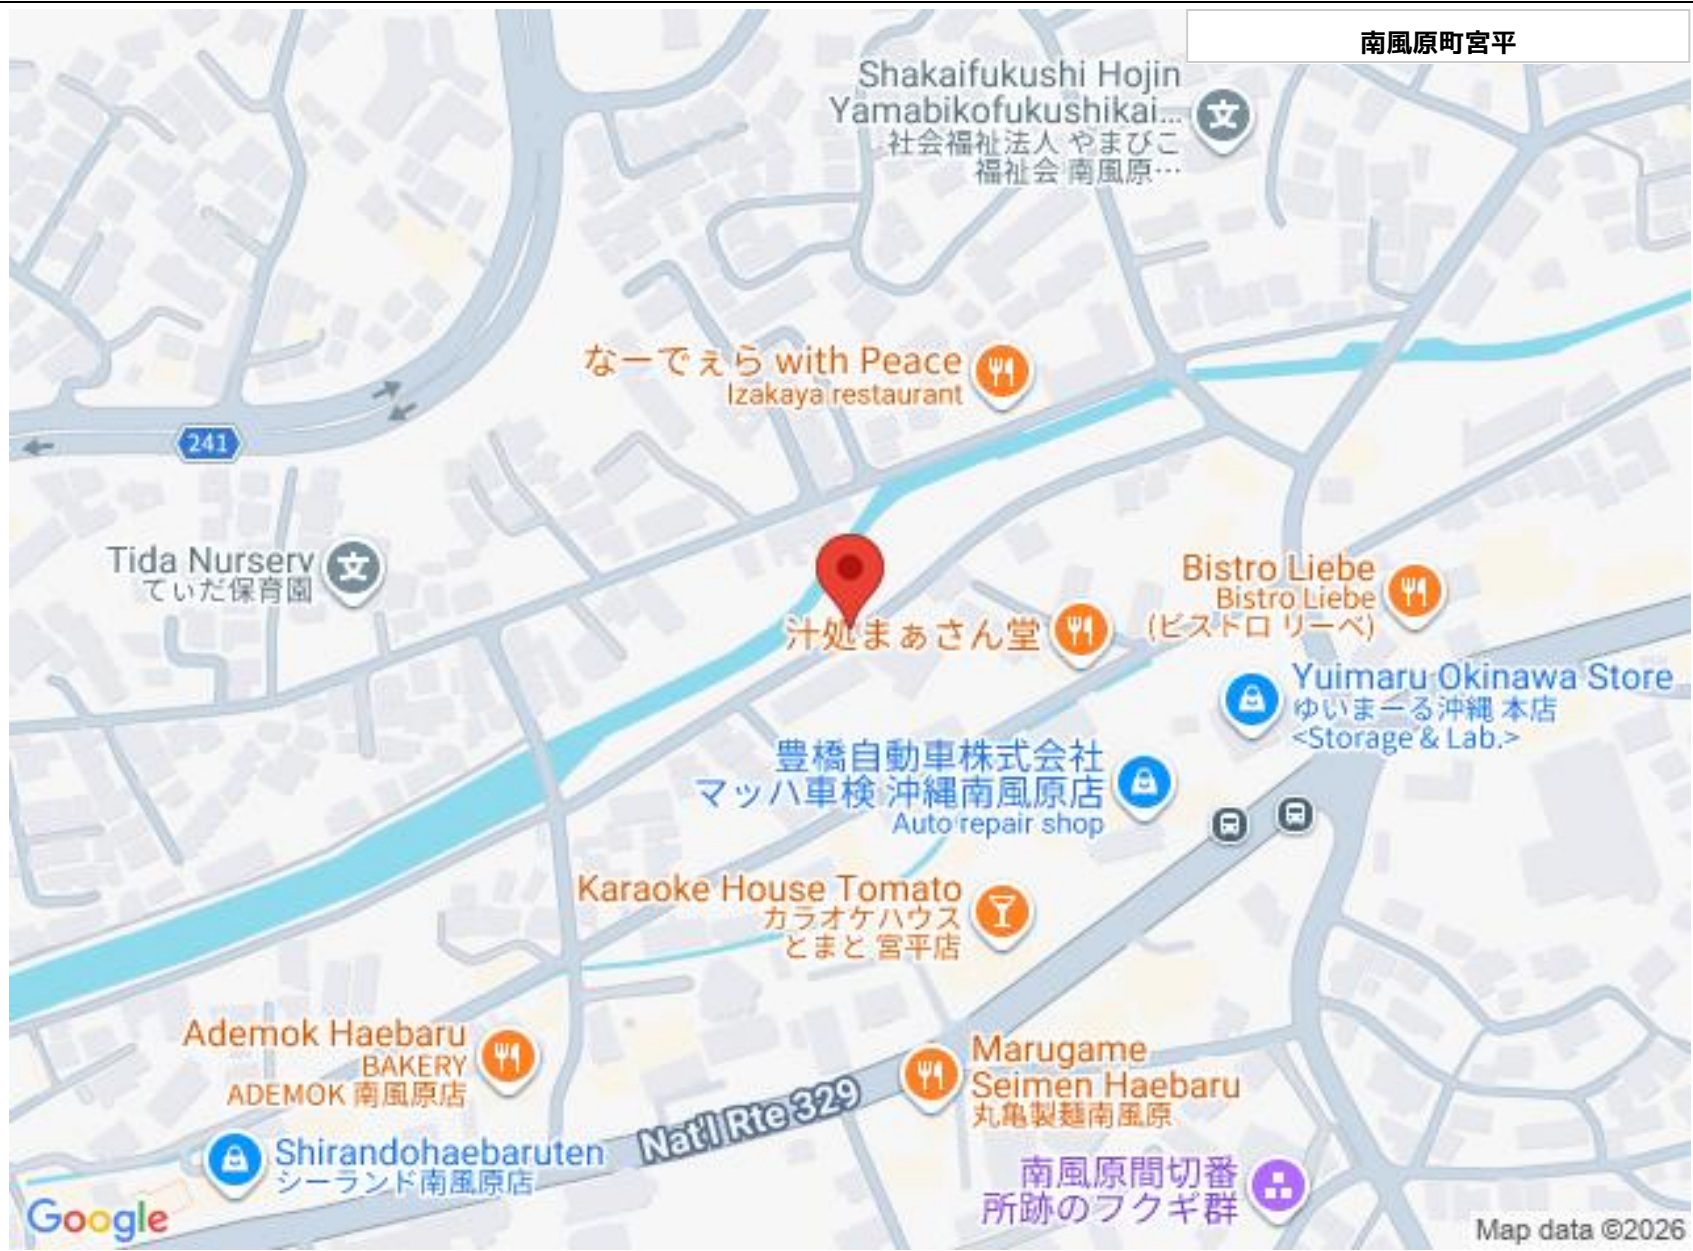 南風原町宮平
Shakaifukushi Hojin
Yamabikofukushikai...
社会福祉法人 やまびこ
福祉会 南風原…
なーでぇら with Peace
Izakaya restaurant
241
Tida Nursery
てぃだ保育園
汁処まぁさん堂
Bistro Liebe
Bistro Liebe
(ビストロ リーベ)
Yuimaru Okinawa Store
ゆいまーる沖縄 本店
<Storage & Lab.>
豊橋自動車株式会社
マッハ車検 沖縄南風原店
Auto repair shop
Karaoke House Tomato
カラオケハウス
とまと 宮平店
Ademok Haebaru
BAKERY
ADEMOK 南風原店
Marugame
Seimen Haebaru
丸亀製麺南風原
Nat'l Rte 329
Shirandohaebaruten
シーランド南風原店
南風原間切番
所跡のフクギ群
Google
Map data ©2026